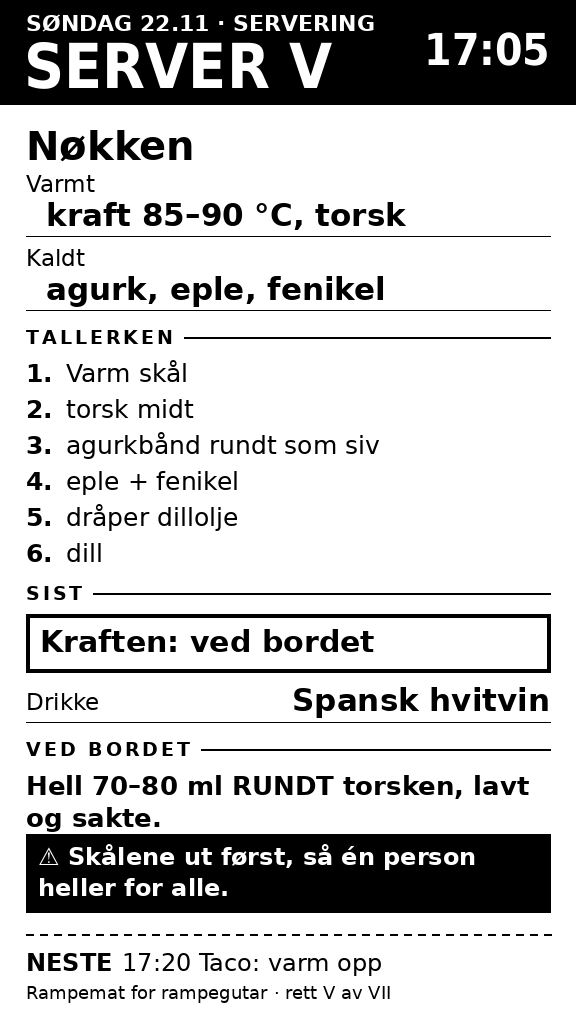 SØNDAG 22.11 · SERVERING
SERVER V
17:05
Nøkken
Varmt
kraft 85–90 °C, torsk
Kaldt
agurk, eple, fenikel
TALLERKEN
1. Varm skål
2. torsk midt
3. agurkbånd rundt som siv
4. eple + fenikel
5. dråper dillolje
6. dill
SIST
Kraften: ved bordet
Drikke Spansk hvitvin
VED BORDET
Hell 70–80 ml RUNDT torsken, lavt
og sakte.
⚠ Skålene ut først, så én person
heller for alle.
NESTE 17:20 Taco: varm opp
Rampemat for rampegutar · rett V av VII